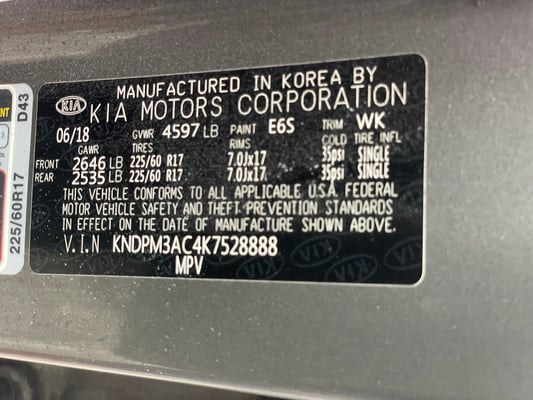 MANUFACTURED IN KOREA BY
KIA KIA MOTORS CORPORATION
06/18 GVWR 4597 LB PAINT E6S TRIM WK
GAWR TIRES RIMS COLD TIRE INFL
FRONT 2646 LB 225/60 R17 7.0Jx17 35psi SINGLE
REAR 2535 LB 225/60 R17 7.0Jx17 35psi SINGLE
THIS VEHICLE CONFORMS TO ALL APPLICABLE U.S.A. FEDERAL
MOTOR VEHICLE SAFETY AND THEFT PREVENTION STANDARDS
IN EFFECT ON THE DATE OF MANUFACTURE SHOWN ABOVE.
V.I.N KNDPM3AC4K7528888
MPV
D43
225/60R17